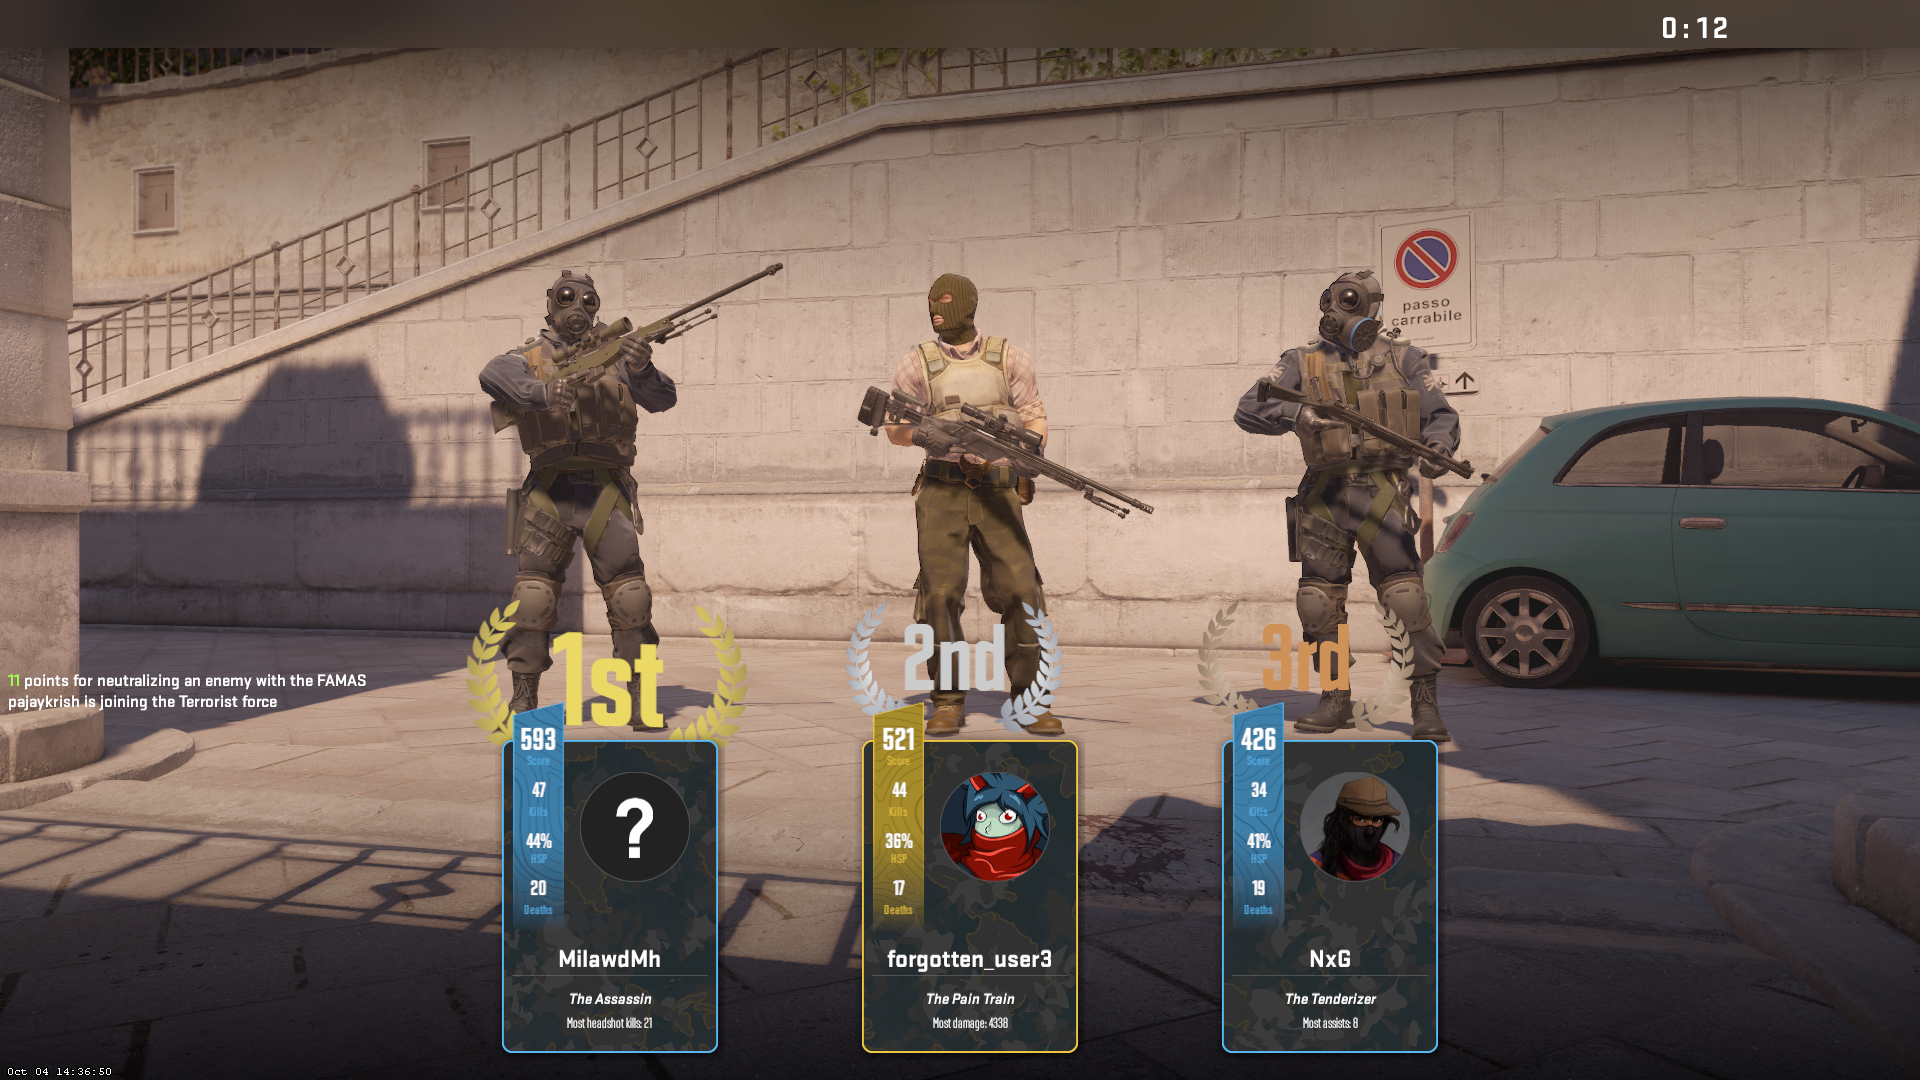 0:12
passo
carrabile
11 points for neutralizing an enemy with the FAMAS
pajaykrish is joining the Terrorist force
1st
593
Score
47
Kills
44%
HSP
20
Deaths
?
MilawdMh
The Assassin
Most headshot kills: 21
2nd
521
Score
44
Kills
36%
HSP
17
Deaths
forgotten_user3
The Pain Train
Most damage: 4338
3rd
426
Score
34
Kills
41%
HSP
19
Deaths
NxG
The Tenderizer
Most assists: 8
Oct 04 14:36:50